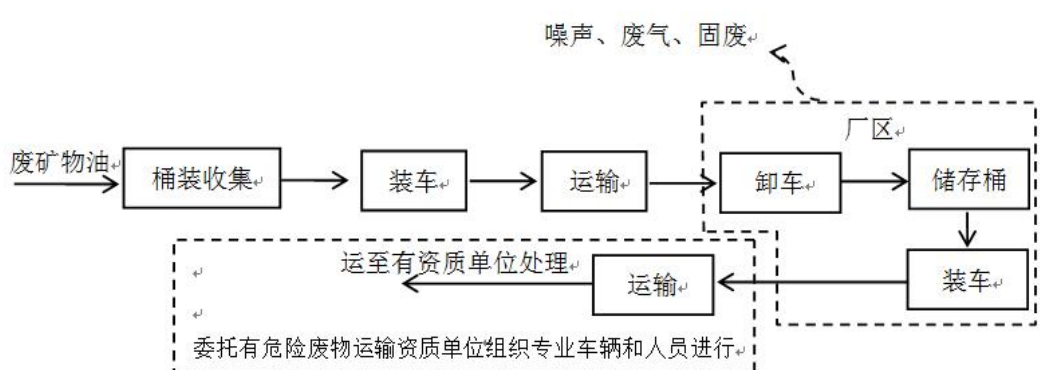 噪声、废气、固废
厂区
废矿物油
桶装收集
装车
运输
卸车
储存桶
装车
运输
运至有资质单位处理
委托有危险废物运输资质单位组织专业车辆和人员进行